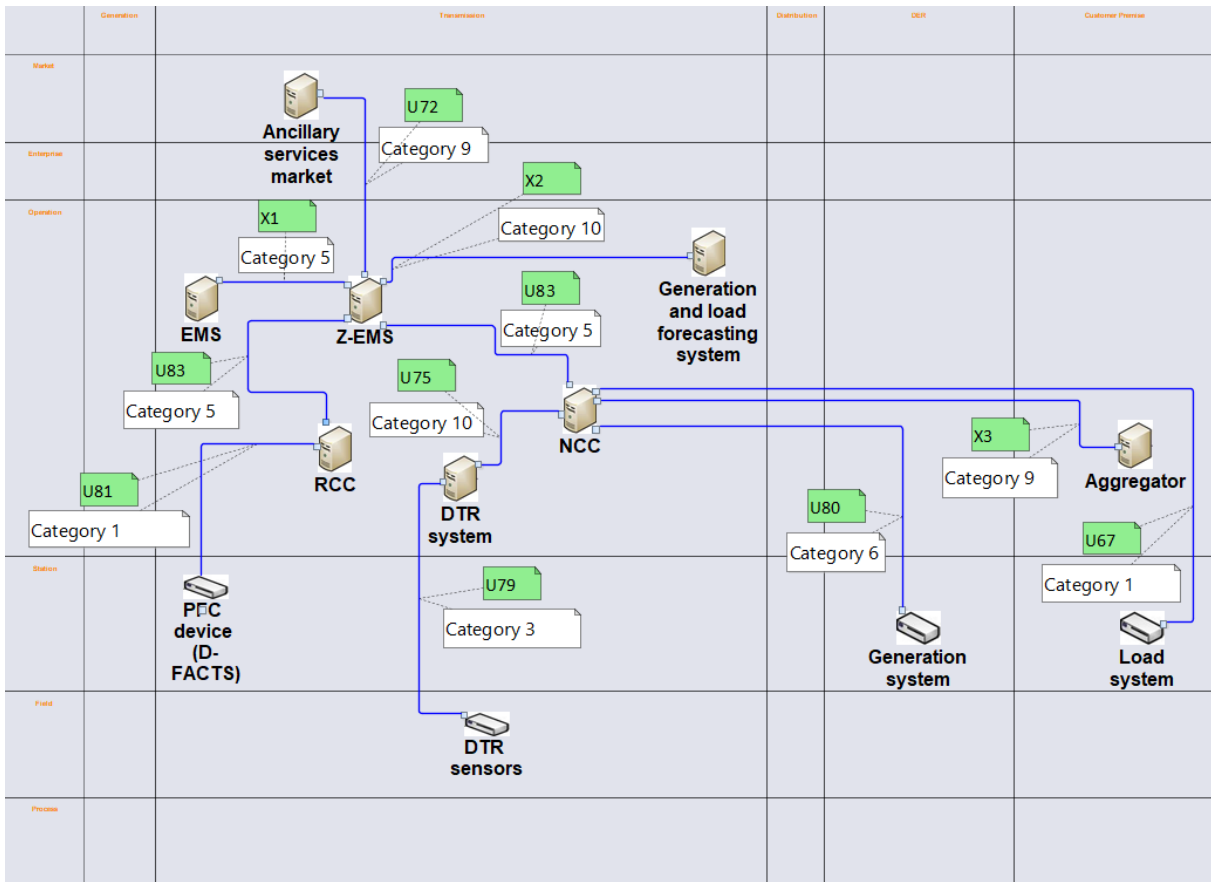 Generation
Transmission
Distribution
DER
Customer Premise
Market
Ancillary
services
market
U72
Category 9
Enterprise
X2
Operation
X1
Category 10
Category 5
Generation
and load
forecasting
system
EMS
Z-EMS
U83
Category 5
U83
Category 5
U75
Category 10
NCC
RCC
X3
Category 9
Aggregator
U81
Category 1
DTR
system
U80
Category 6
U67
Category 1
Station
PFC
device
(D-
FACTS)
U79
Category 3
Generation
system
Load
system
Field
DTR
sensors
Process